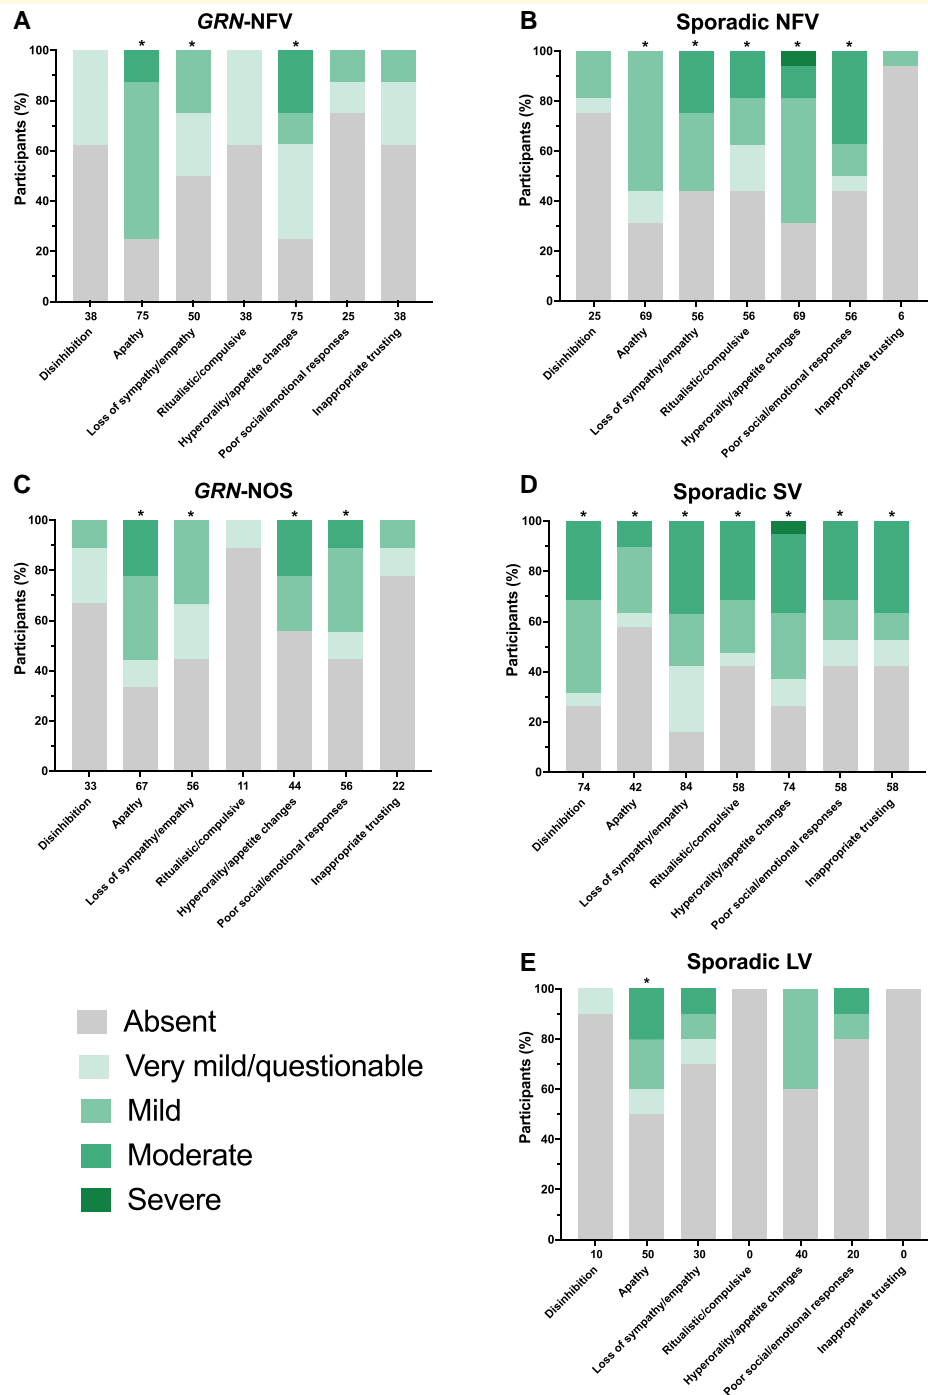 A
GRN-NFV
* * *
Participants (%)
100
80
60
40
20
0
38 75 50 38 75 25 38
Disinhibition
Apathy
Loss of sympathy/empathy
Ritualistic/compulsive
Hyperorality/appetite changes
Poor social/emotional responses
Inappropriate trusting
B
Sporadic NFV
* * * * *
Participants (%)
100
80
60
40
20
0
25 69 56 56 69 56 6
Disinhibition
Apathy
Loss of sympathy/empathy
Ritualistic/compulsive
Hyperorality/appetite changes
Poor social/emotional responses
Inappropriate trusting
C
GRN-NOS
* * * *
Participants (%)
100
80
60
40
20
0
33 67 56 11 44 56 22
Disinhibition
Apathy
Loss of sympathy/empathy
Ritualistic/compulsive
Hyperorality/appetite changes
Poor social/emotional responses
Inappropriate trusting
D
Sporadic SV
* * * * * * *
Participants (%)
100
80
60
40
20
0
74 42 84 58 74 58 58
Disinhibition
Apathy
Loss of sympathy/empathy
Ritualistic/compulsive
Hyperorality/appetite changes
Poor social/emotional responses
Inappropriate trusting
Absent
Very mild/questionable
Mild
Moderate
Severe
E
Sporadic LV
*
Participants (%)
100
80
60
40
20
0
10 50 30 0 40 20 0
Disinhibition
Apathy
Loss of sympathy/empathy
Ritualistic/compulsive
Hyperorality/appetite changes
Poor social/emotional responses
Inappropriate trusting